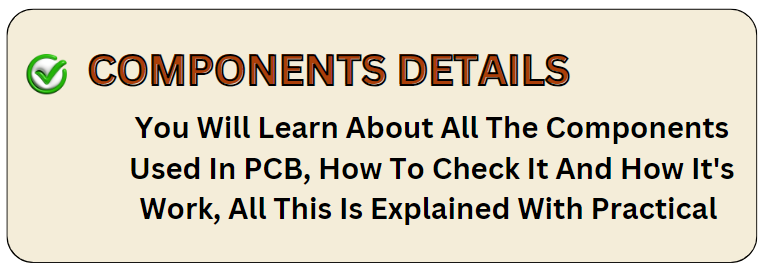 COMPONENTS DETAILS
You Will Learn About All The Components
Used In PCB, How To Check It And How It's
Work, All This Is Explained With Practical